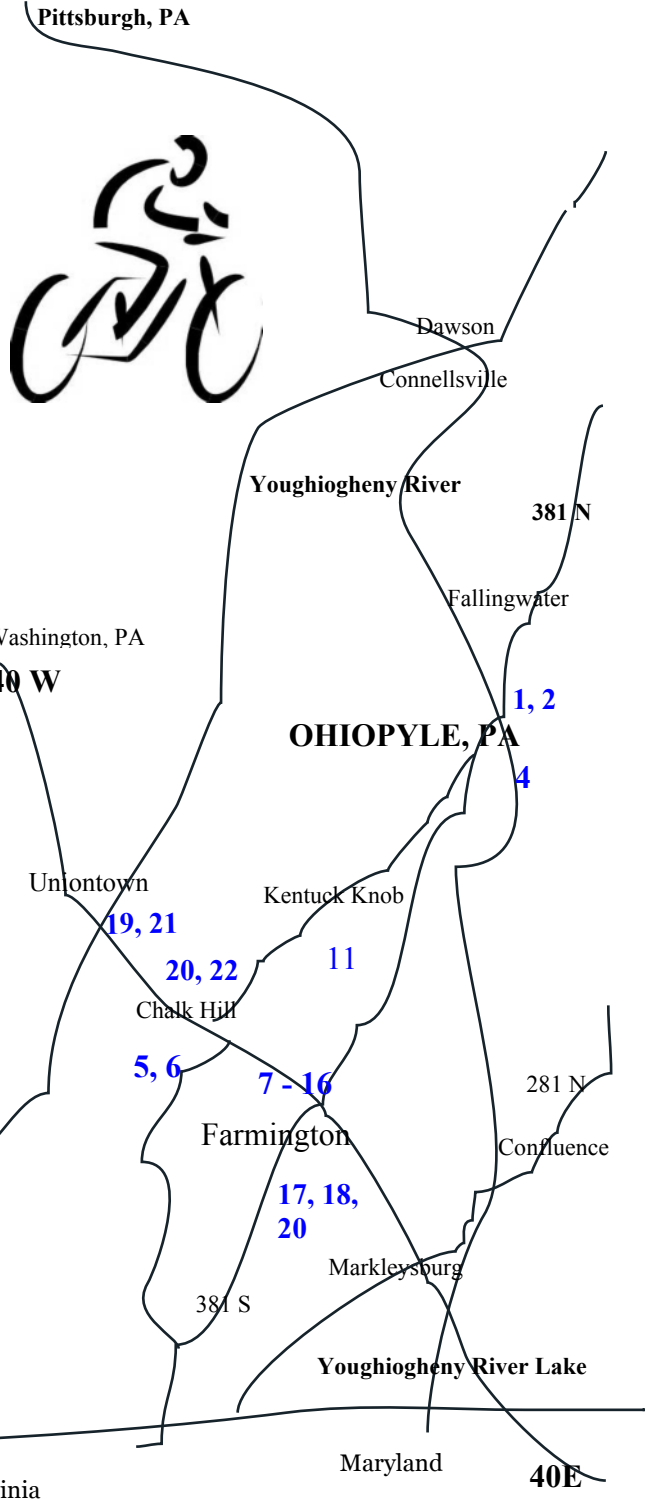 Pittsburgh, PA
Dawson
Connellsville
Youghiogheny River
381 N
Fallingwater
Washington, PA
40 W
1, 2
OHIOPYLE, PA
4
Uniontown
Kentuck Knob
19, 21
11
20, 22
Chalk Hill
5, 6
7 - 16
281 N
Farmington
Confluence
17, 18,
20
Markleysburg
381 S
Youghiogheny River Lake
Maryland
40E
inia